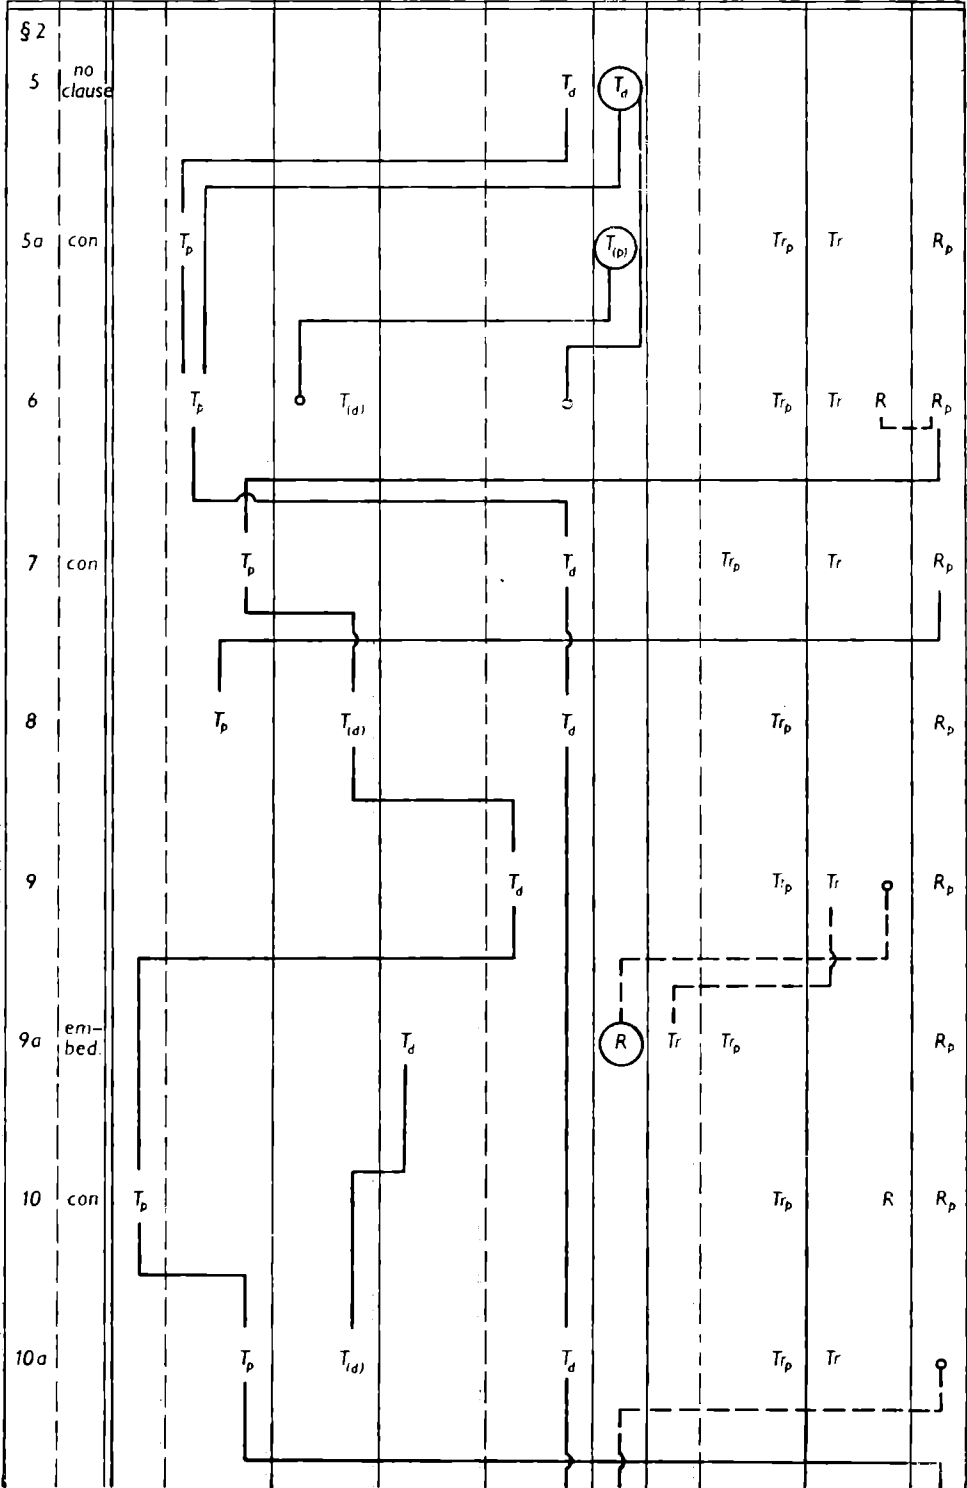 § 2
5 no clause T_d T_d
5a con T_p T_(p) Tr_p Tr R_p
6 T_p T_(d) Tr_p Tr R R_p
7 con T_p T_d Tr_p Tr R_p
8 T_p T_(d) T_d Tr_p R_p
9 T_d Tr_p Tr R_p
9a em- bed. T_d R Tr Tr_p R_p
10 con T_p Tr_p R R_p
10a T_p T_(d) T_d Tr_p Tr